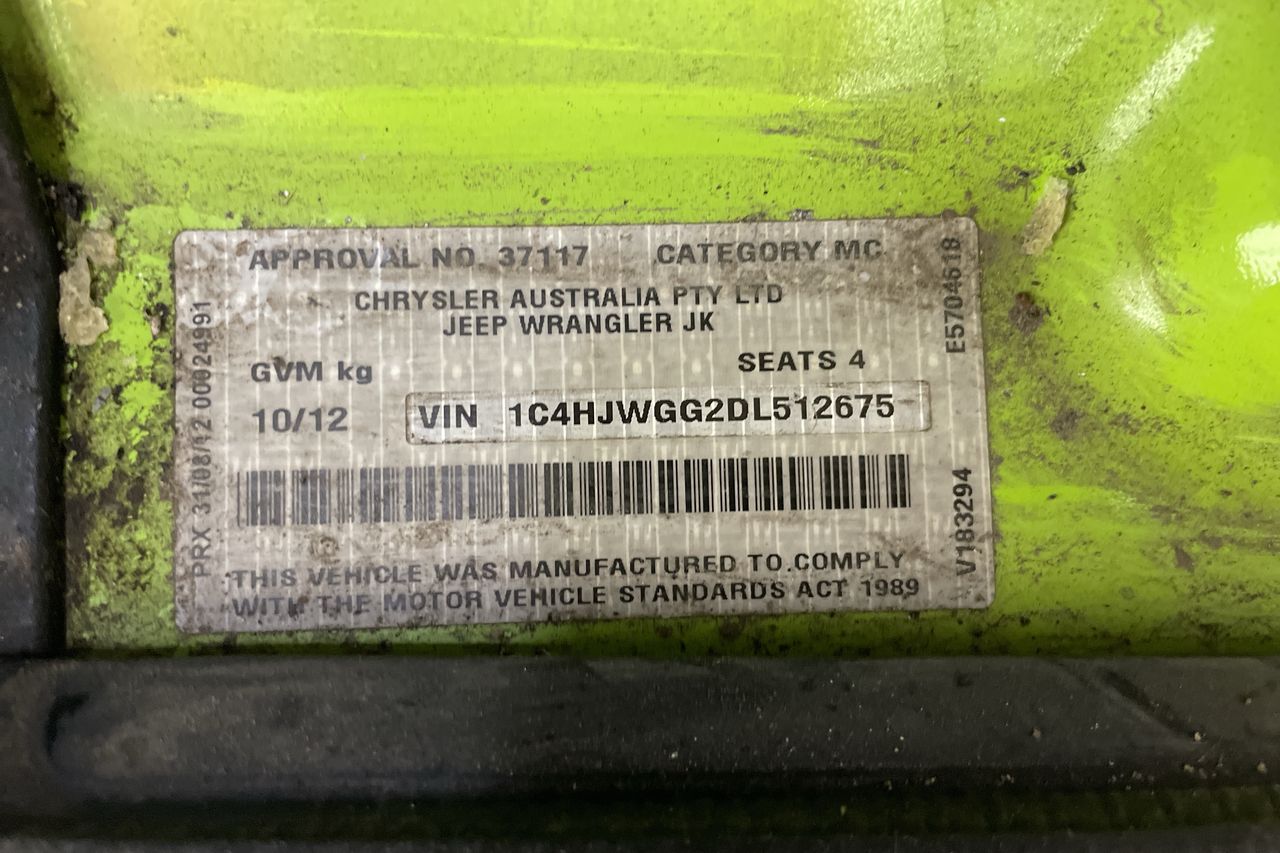 APPROVAL NO. 37117 CATEGORY MC
CHRYSLER AUSTRALIA PTY LTD
JEEP WRANGLER JK
GVM kg SEATS 4
10/12 VIN 1C4HJWGG2DL512675
THIS VEHICLE WAS MANUFACTURED TO COMPLY
WITH THE MOTOR VEHICLE STANDARDS ACT 1989
PRX 31/08/12 00024991
E5704618
V183294